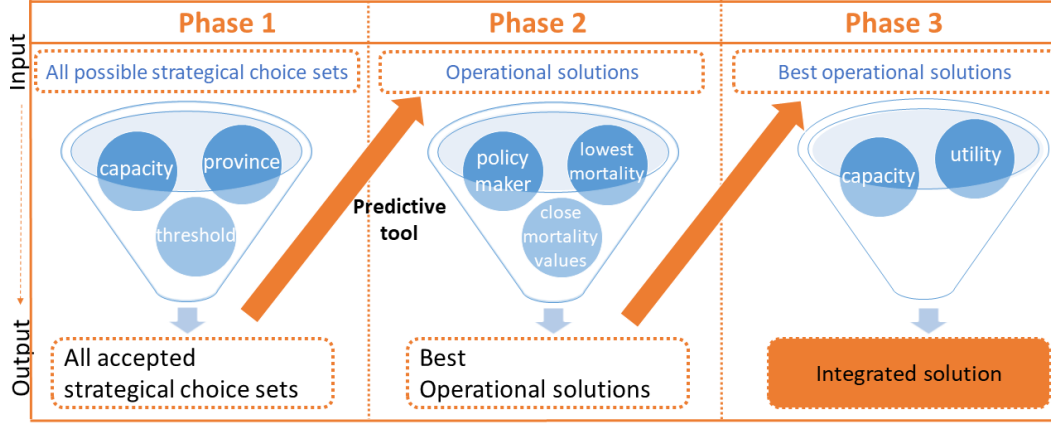 Phase 1
Phase 2
Phase 3
Input
All possible strategical choice sets
Operational solutions
Best operational solutions
capacity
province
threshold
policy
maker
lowest
mortality
close
mortality
values
capacity
utility
Predictive
tool
Output
All accepted
strategical choice sets
Best
Operational solutions
Integrated solution